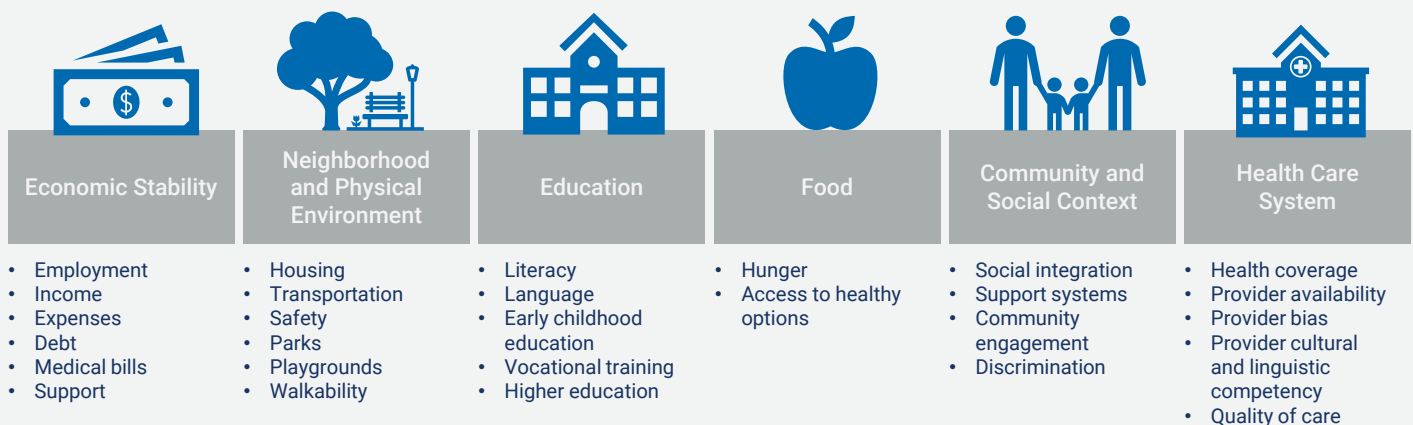 $
Economic Stability
• Employment
• Income
• Expenses
• Debt
• Medical bills
• Support
Neighborhood
and Physical
Environment
• Housing
• Transportation
• Safety
• Parks
• Playgrounds
• Walkability
Education
• Literacy
• Language
• Early childhood
education
• Vocational training
• Higher education
Food
• Hunger
• Access to healthy
options
Community and
Social Context
• Social integration
• Support systems
• Community
engagement
• Discrimination
Health Care
System
• Health coverage
• Provider availability
• Provider bias
• Provider cultural
and linguistic
competency
• Quality of care